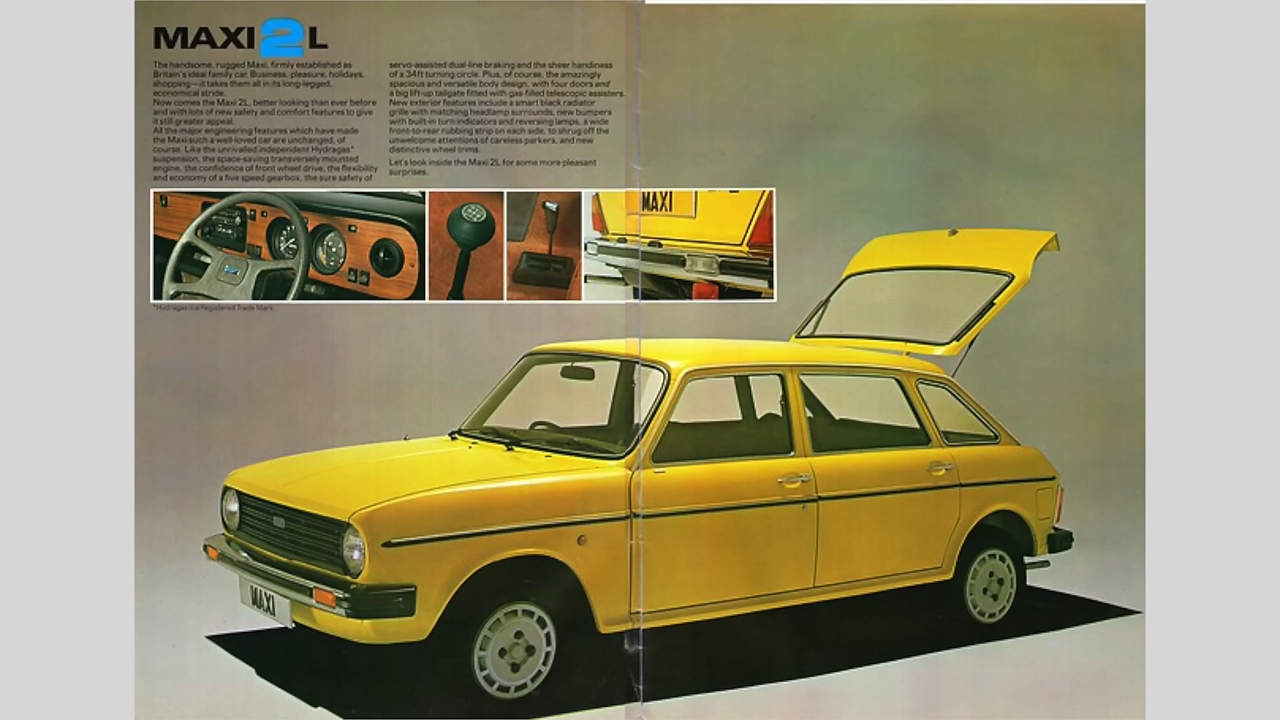 MAXI 2 L
The handsome, rugged Maxi, firmly established as
Britain's ideal family car. Business, pleasure, holidays,
shopping—it takes them all in its long-legged,
economical stride.
Now comes the Maxi 2L, better looking than ever before
and with lots of new safety and comfort features to give
it still greater appeal.
All the major engineering features which have made
the Maxi such a well-loved car are unchanged, of
course. Like the unrivalled independent Hydragas*
suspension, the space-saving transversely mounted
engine, the confidence of front wheel drive, the flexibility
and economy of a five speed gearbox, the sure safety of
servo-assisted dual-line braking and the sheer handiness
of a 34ft turning circle. Plus, of course, the amazingly
spacious and versatile body design, with four doors and
a big lift-up tailgate fitted with gas-filled telescopic assisters.
New exterior features include a smart black radiator
grille with matching headlamp surrounds, new bumpers
with built-in turn indicators and reversing lamps, a wide
front-to-rear rubbing strip on each side, to shrug off the
unwelcome attentions of careless parkers, and new
distinctive wheel trims.
Let's look inside the Maxi 2L for some more pleasant
surprises.
MAXI
*Hydragas is a Registered Trade Mark.
MAXI